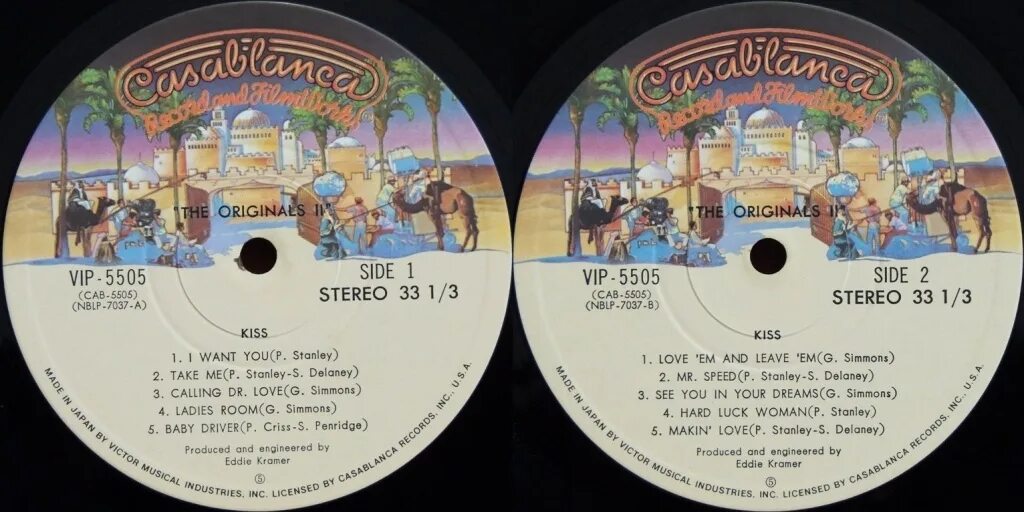 Casablanca
Record and FilmWorks
"THE ORIGINALS II"
VIP-5505
(CAB-5505)
(NBLP-7037-A)
SIDE 1
STEREO 33 1/3
KISS
1. I WANT YOU(P. Stanley)
2. TAKE ME(P. Stanley-S. Delaney)
3. CALLING DR. LOVE(G. Simmons)
4. LADIES ROOM(G. Simmons)
5. BABY DRIVER(P. Criss-S. Penridge)
Produced and engineered by
Eddie Kramer
Ⓢ
MADE IN JAPAN BY VICTOR MUSICAL INDUSTRIES, INC. LICENSED BY CASABLANCA RECORDS, INC., U.S.A.
Casablanca
Record and FilmWorks
"THE ORIGINALS II"
VIP-5505
(CAB-5505)
(NBLP-7037-B)
SIDE 2
STEREO 33 1/3
KISS
1. LOVE 'EM AND LEAVE 'EM(G. Simmons)
2. MR. SPEED(P. Stanley-S. Delaney)
3. SEE YOU IN YOUR DREAMS(G. Simmons)
4. HARD LUCK WOMAN(P. Stanley)
5. MAKIN' LOVE(P. Stanley-S. Delaney)
Produced and engineered by
Eddie Kramer
Ⓢ
MADE IN JAPAN BY VICTOR MUSICAL INDUSTRIES, INC. LICENSED BY CASABLANCA RECORDS, INC., U.S.A.